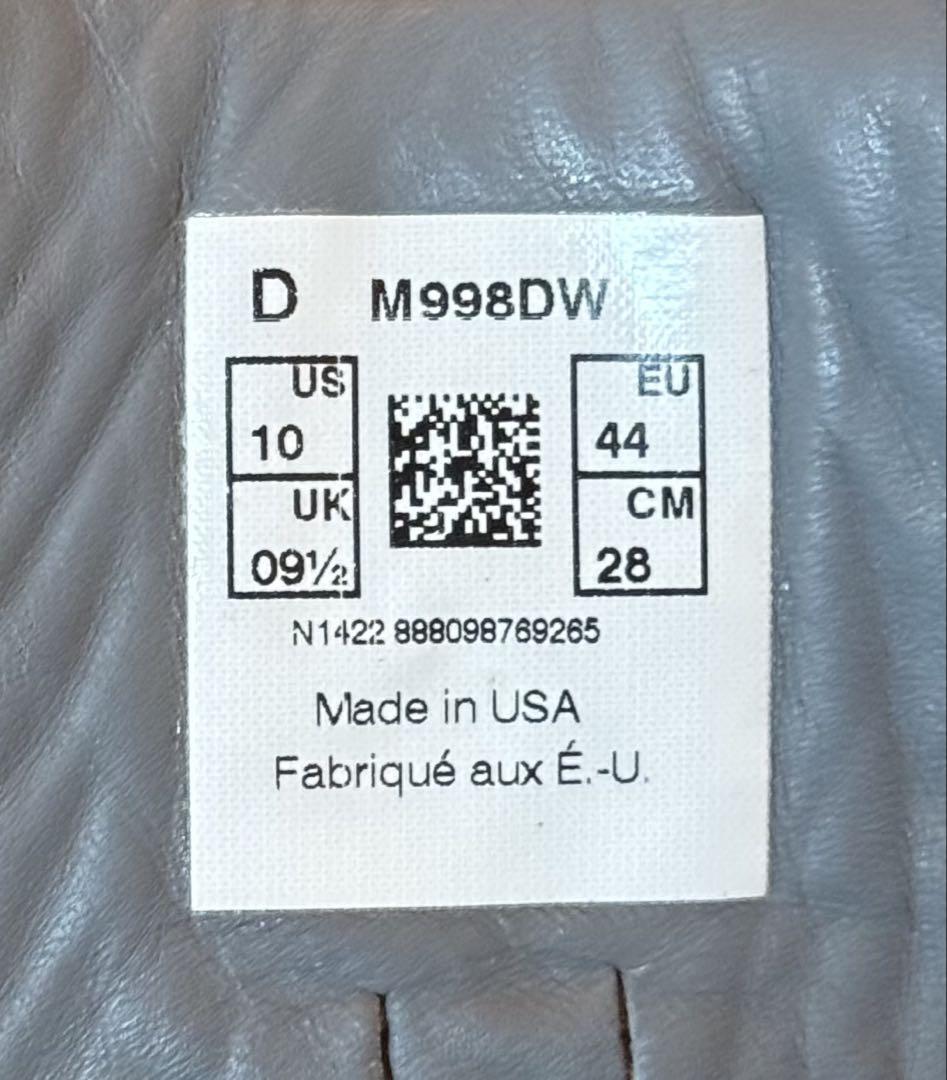 D M998DW
US EU
10 44
UK CM
09½ 28
N1422 888098769265
Made in USA
Fabriqué aux É.-U.